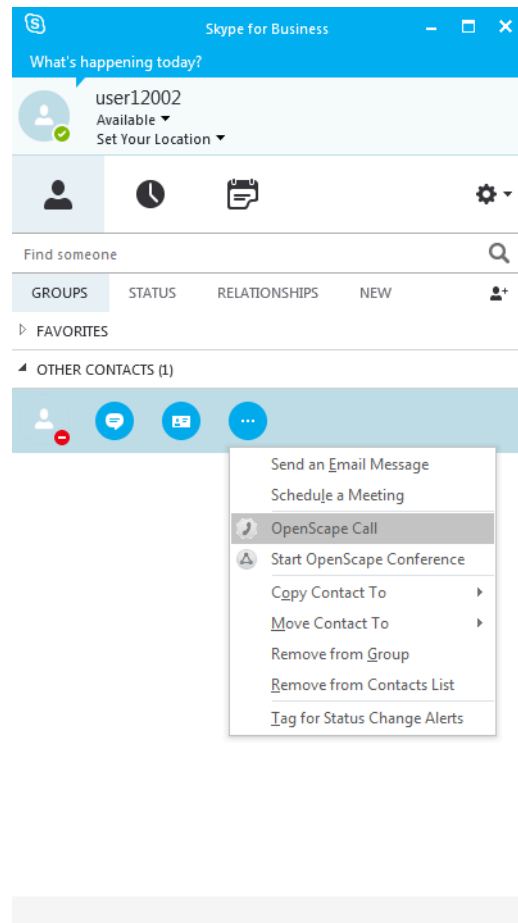 Skype for Business
What's happening today?
user12002
Available
Set Your Location
Find someone
GROUPS STATUS RELATIONSHIPS NEW
FAVORITES
OTHER CONTACTS (1)
Send an Email Message
Schedule a Meeting
OpenScape Call
Start OpenScape Conference
Copy Contact To
Move Contact To
Remove from Group
Remove from Contacts List
Tag for Status Change Alerts